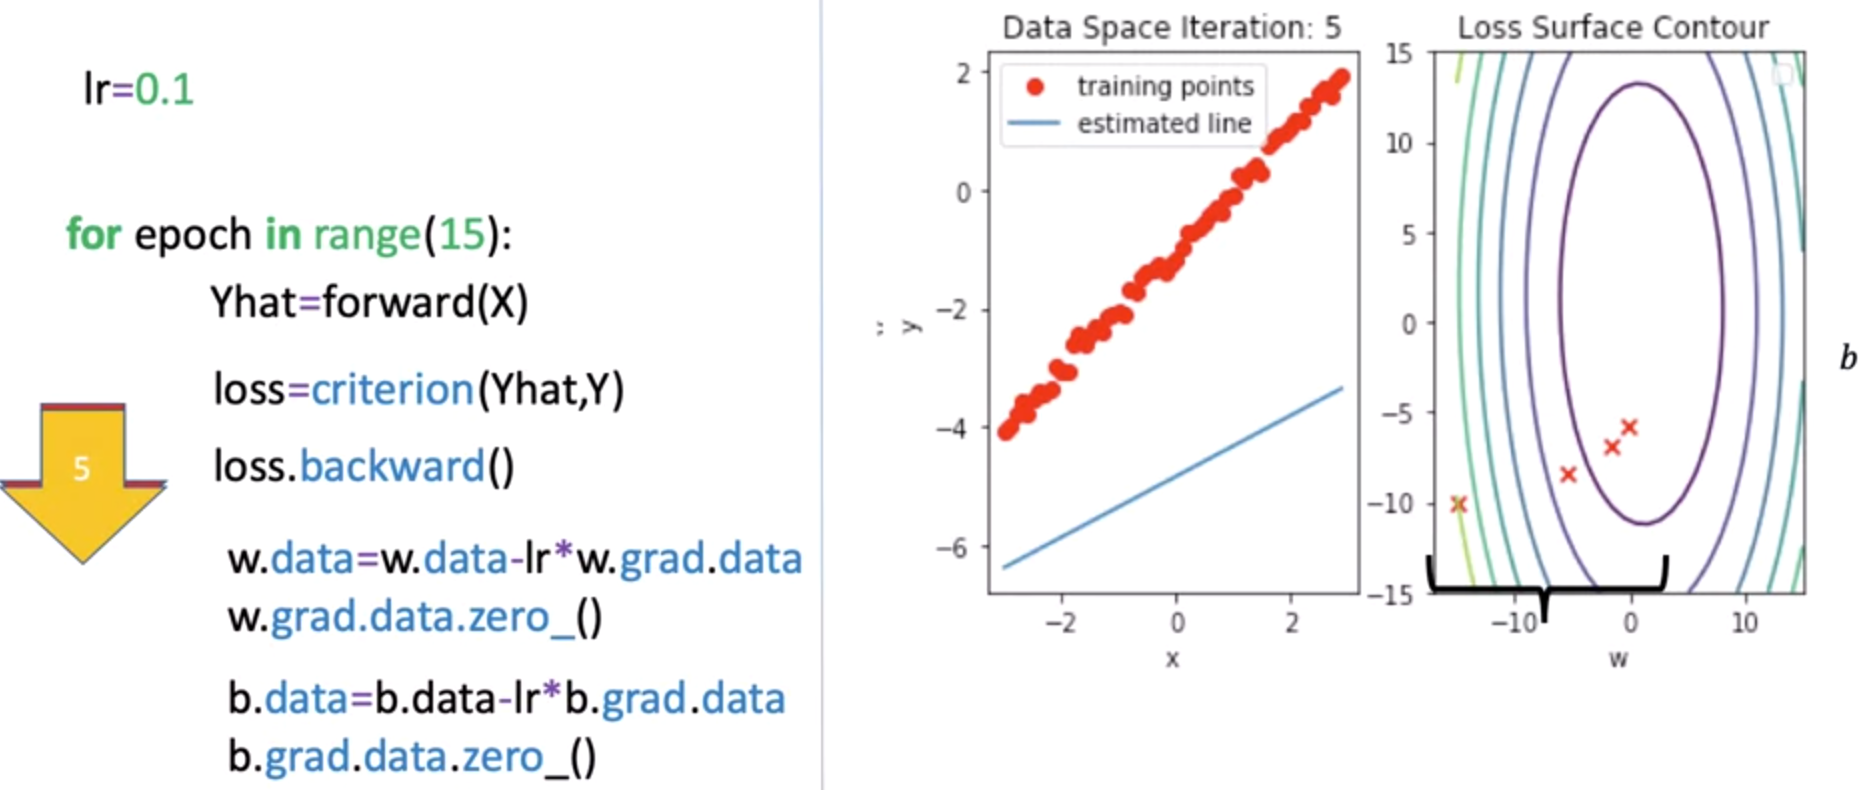 lr=0.1
for epoch in range(15):
Yhat=forward(X)
loss=criterion(Yhat,Y)
5
loss.backward()
w.data=w.data-lr*w.grad.data
w.grad.data.zero_()
b.data=b.data-lr*b.grad.data
b.grad.data.zero_()
Data Space Iteration: 5
training points
estimated line
2
0
−2
−4
−6
y
−2 0 2
x
Loss Surface Contour
15
10
5
0
−5
−10
−15
−10 0 10
w
b